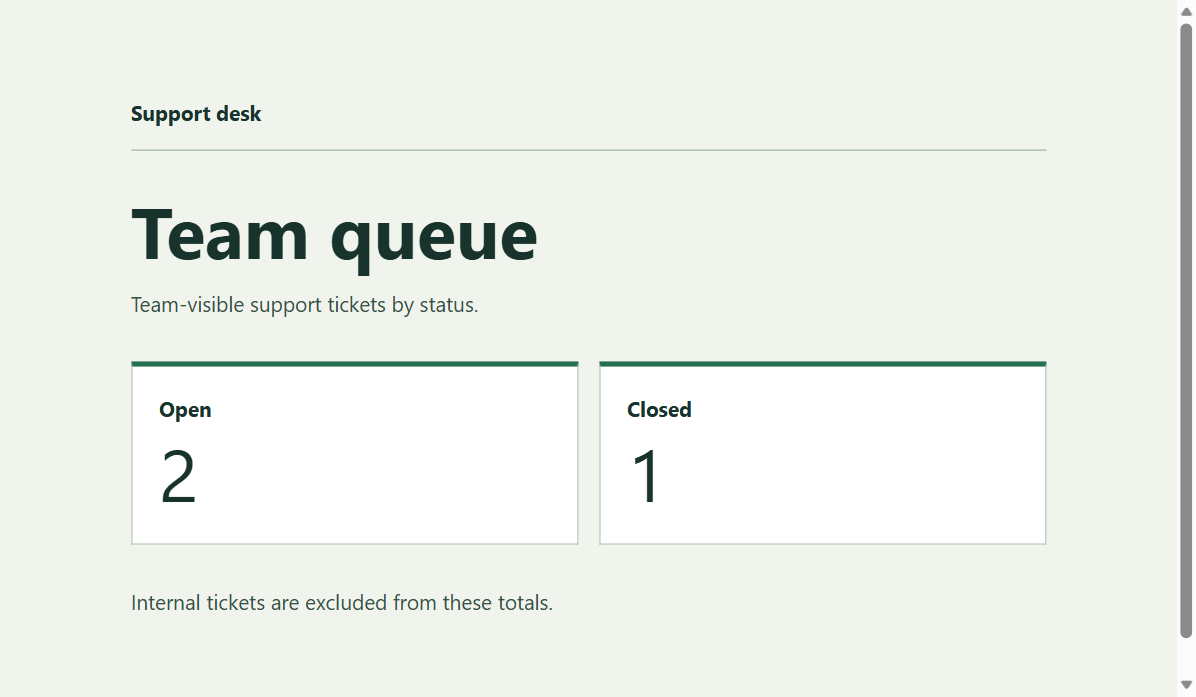 Support desk
Team queue
Team-visible support tickets by status.
Open
2
Closed
1
Internal tickets are excluded from these totals.